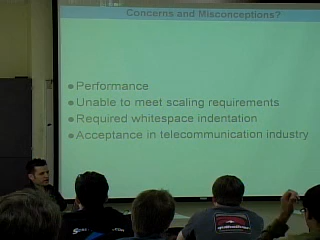 Concerns and Misconceptions?
Performance
Unable to meet scaling requirements
Required whitespace indentation
Acceptance in telecommunication industry